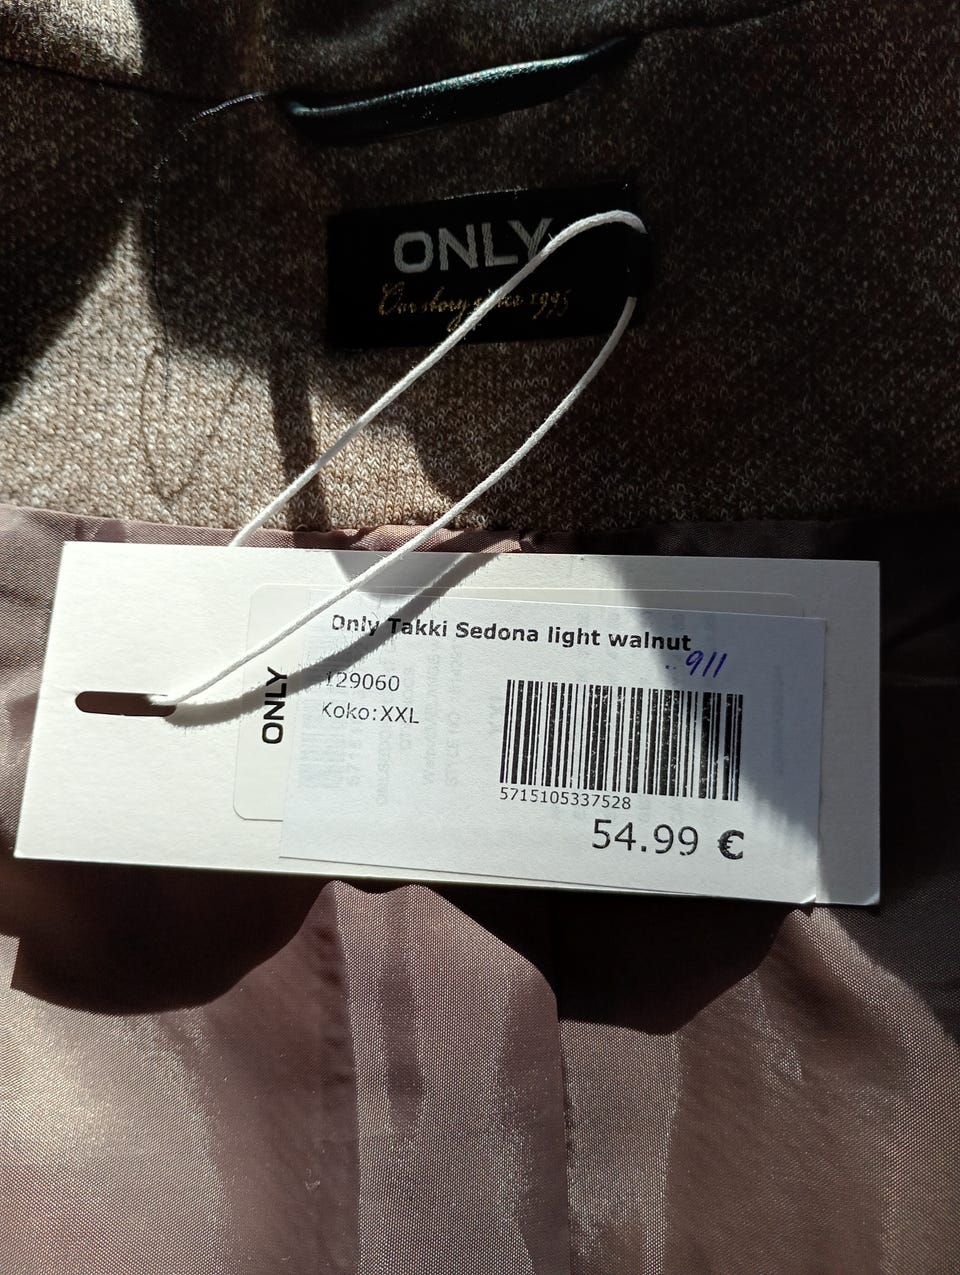 ONLY
Our story since 1995
Only Takki Sedona light walnut
911
129060
Koko:XXL
ONLY
5715105337528
54.99 €